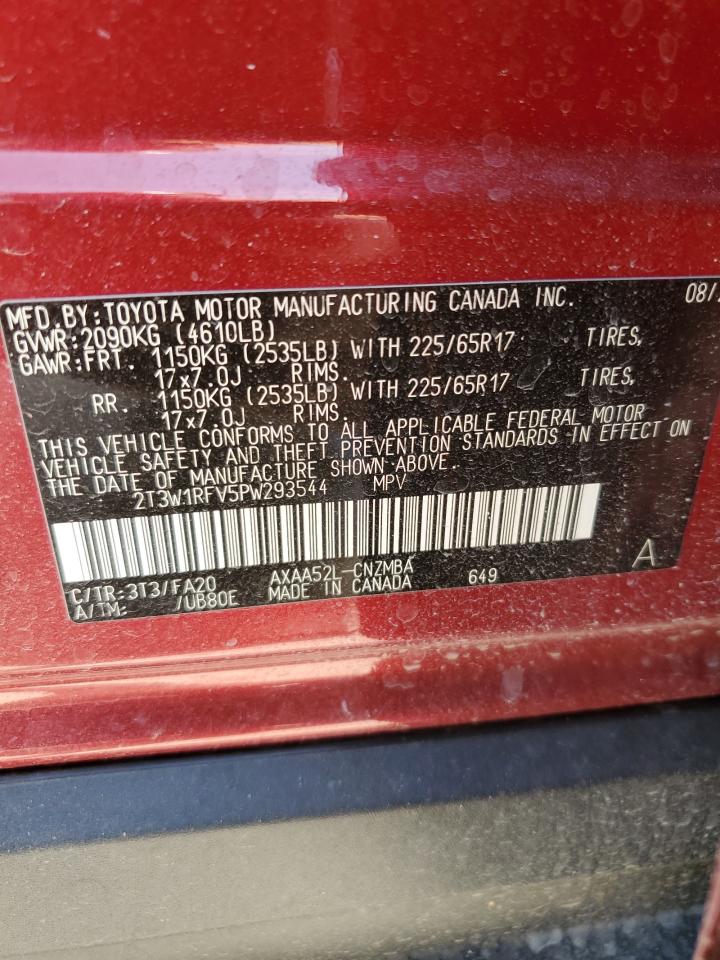 MFD.BY:TOYOTA MOTOR MANUFACTURING CANADA INC. 08/
GVWR:2090KG (4610LB)
GAWR:FRT. 1150KG (2535LB) WITH 225/65R17 TIRES,
17x7.0J RIMS.
RR. 1150KG (2535LB) WITH 225/65R17 TIRES,
17x7.0J RIMS.
THIS VEHICLE CONFORMS TO ALL APPLICABLE FEDERAL MOTOR
VEHICLE SAFETY AND THEFT PREVENTION STANDARDS IN EFFECT ON
THE DATE OF MANUFACTURE SHOWN ABOVE.
2T3W1RFV5PW293544 MPV
C/TR:3T3/FA20 AXAA52L-CNZMBA 649 A
A/TM: /UB80E MADE IN CANADA